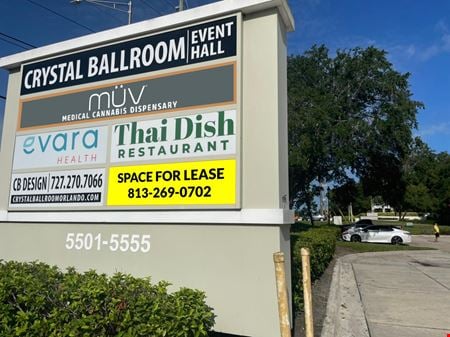 CRYSTAL BALLROOM EVENT
HALL
mūv
MEDICAL CANNABIS DISPENSARY
evara
HEALTH
Thai Dish
RESTAURANT
CB DESIGN 727.270.7066
CRYSTALBALLROOMORLANDO.COM
SPACE FOR LEASE
813-269-0702
5501-5555